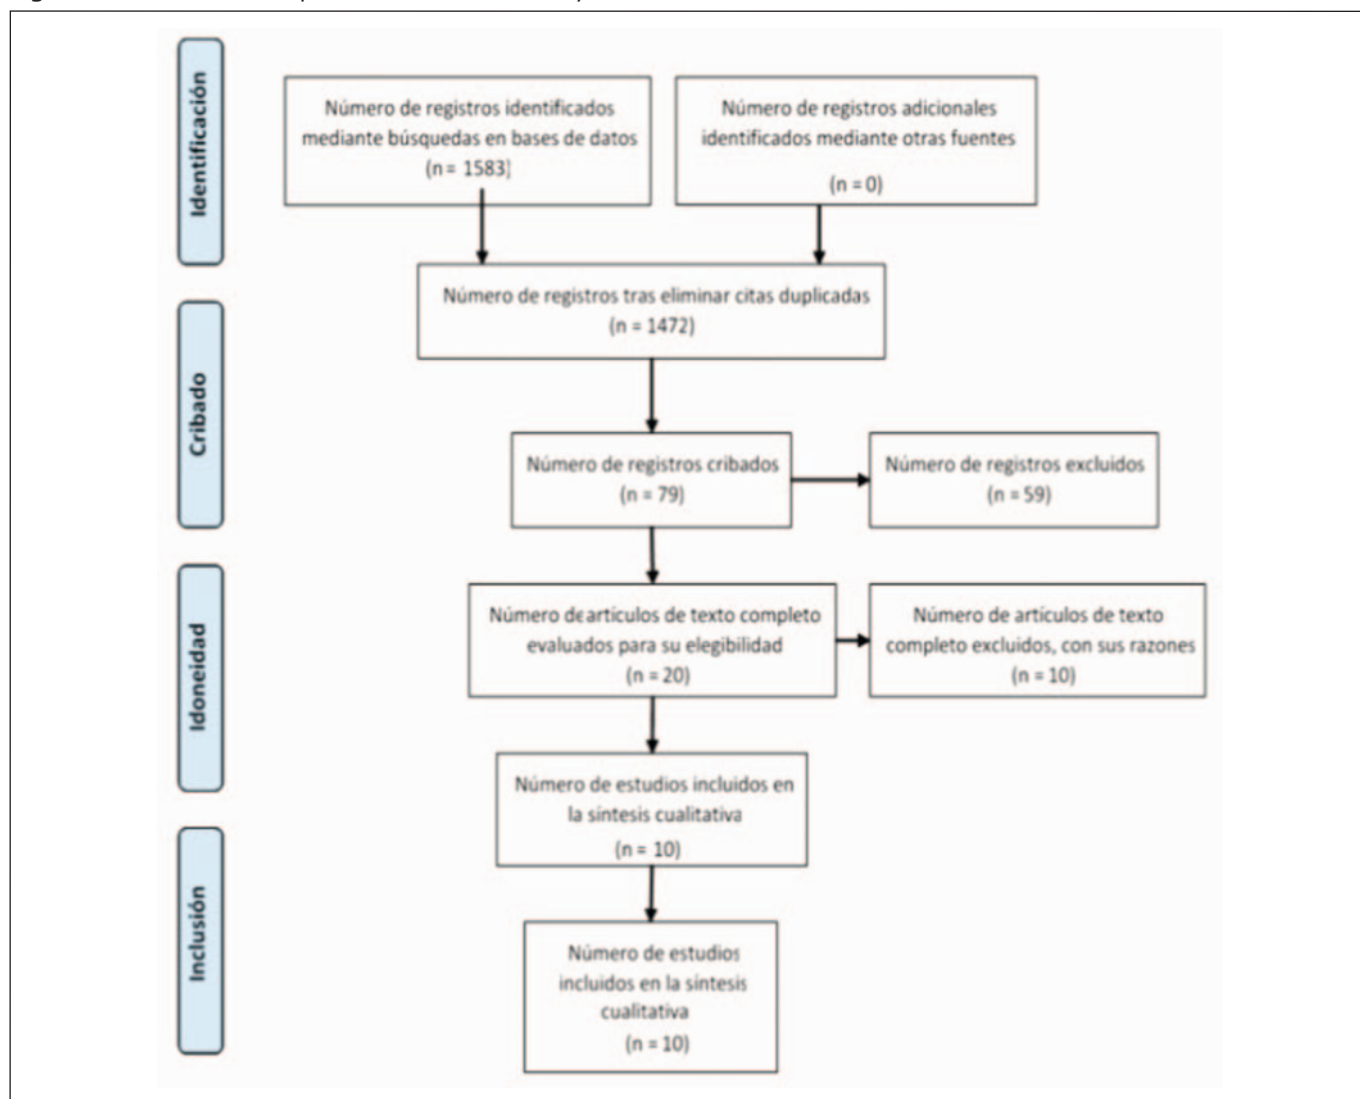 Identificación
Número de registros identificados
mediante búsquedas en bases de datos
(n = 1583)
Número de registros adicionales
identificados mediante otras fuentes
(n = 0)
Número de registros tras eliminar citas duplicadas
(n = 1472)
Cribado
Número de registros cribados
(n = 79)
Número de registros excluidos
(n = 59)
Idoneidad
Número de artículos de texto completo
evaluados para su elegibilidad
(n = 20)
Número de artículos de texto
completo excluidos, con sus razones
(n = 10)
Número de estudios incluidos en
la síntesis cualitativa
(n = 10)
Inclusión
Número de estudios
incluidos en la síntesis
cualitativa
(n = 10)